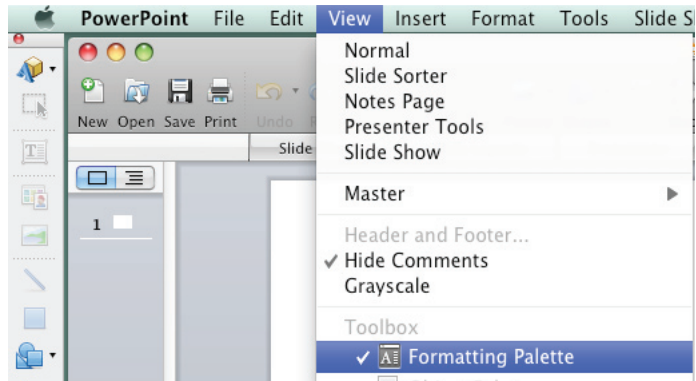 PowerPoint File Edit View Insert Format Tools Slide S
New Open Save Print Undo
Slide
1
Normal
Slide Sorter
Notes Page
Presenter Tools
Slide Show
Master
Header and Footer...
Hide Comments
Grayscale
Toolbox
Formatting Palette